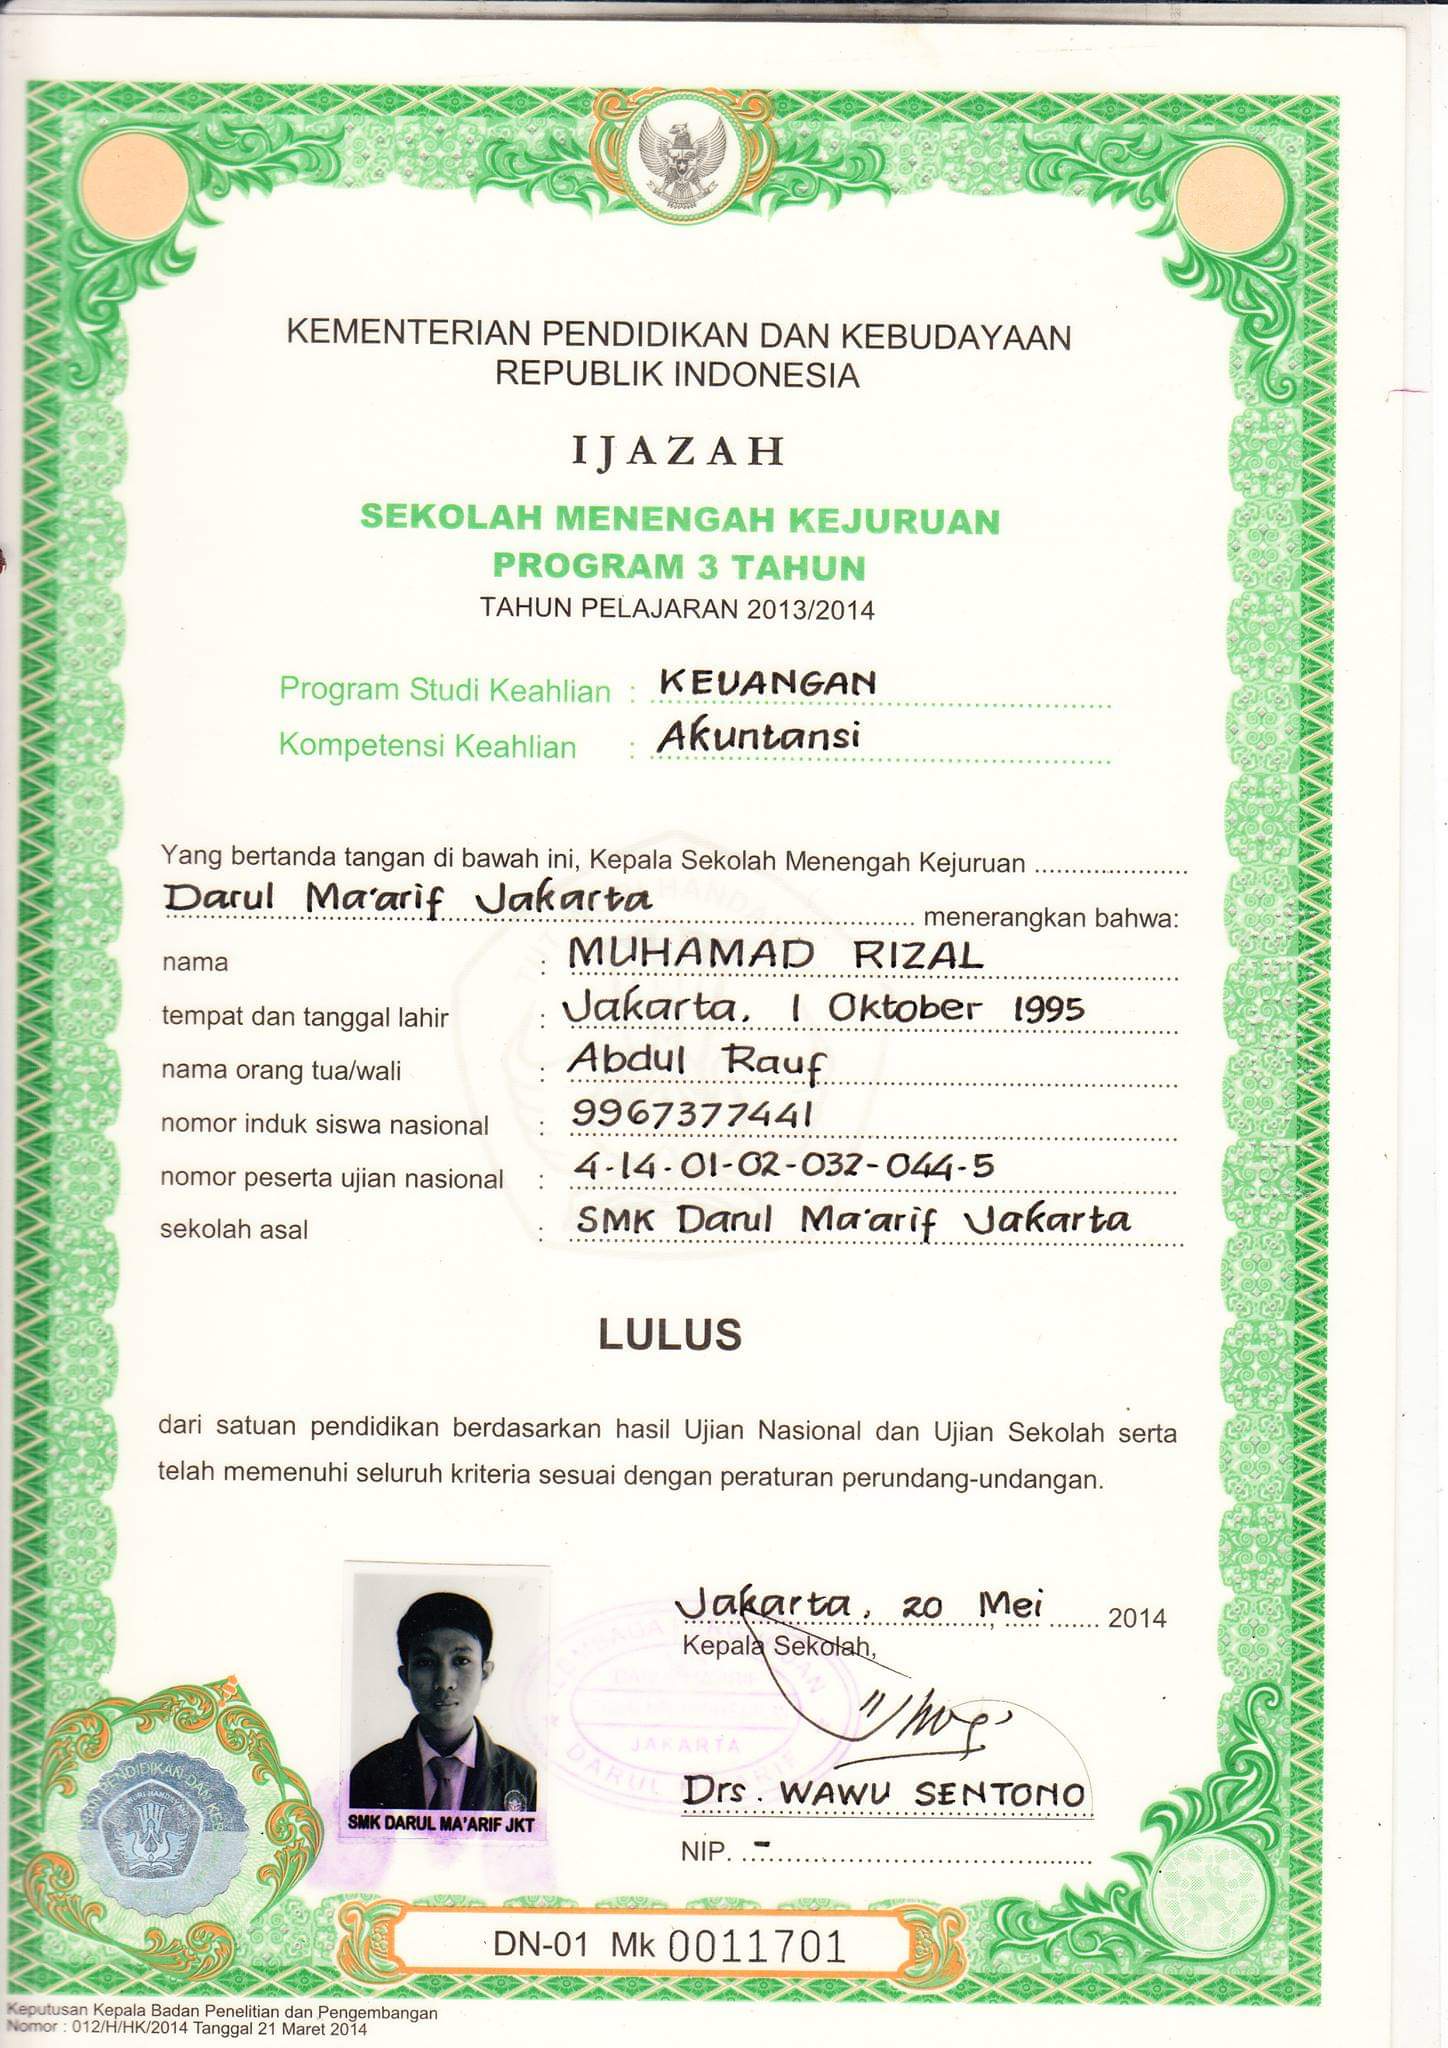 KEMENTERIAN PENDIDIKAN DAN KEBUDAYAAN
REPUBLIK INDONESIA
IJAZAH
SEKOLAH MENENGAH KEJURUAN
PROGRAM 3 TAHUN
TAHUN PELAJARAN 2013/2014
Program Studi Keahlian : KEUANGAN
Kompetensi Keahlian : Akuntansi
Yang bertanda tangan di bawah ini, Kepala Sekolah Menengah Kejuruan
Darul Ma'arif Jakarta menerangkan bahwa:
nama : MUHAMAD RIZAL
tempat dan tanggal lahir : Jakarta, 1 Oktober 1995
nama orang tua/wali : Abdul Rauf
nomor induk siswa nasional : 9967377441
nomor peserta ujian nasional : 4-14-01-02-032-044-5
sekolah asal : SMK Darul Ma'arif Jakarta
LULUS
dari satuan pendidikan berdasarkan hasil Ujian Nasional dan Ujian Sekolah serta
telah memenuhi seluruh kriteria sesuai dengan peraturan perundang-undangan.
Jakarta, 20 Mei 2014
Kepala Sekolah,
JAKARTA
Drs. WAWU SENTONO
NIP. -
SMK DARUL MA'ARIF JKT
DN-01 Mk 0011701
Keputusan Kepala Badan Penelitian dan Pengembangan
Nomor : 012/H/HK/2014 Tanggal 21 Maret 2014